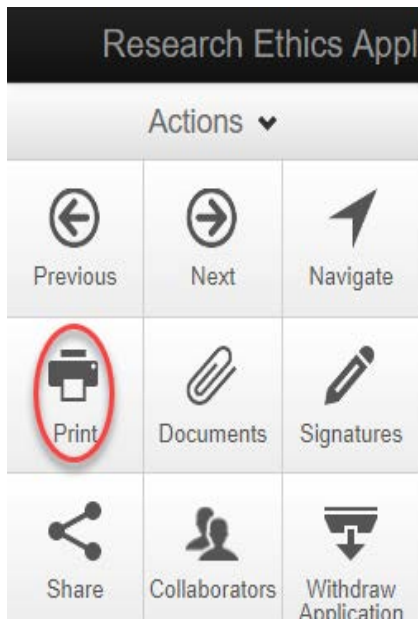 Research Ethics Appl
Actions
Previous
Next
Navigate
Print
Documents
Signatures
Share
Collaborators
Withdraw
Application